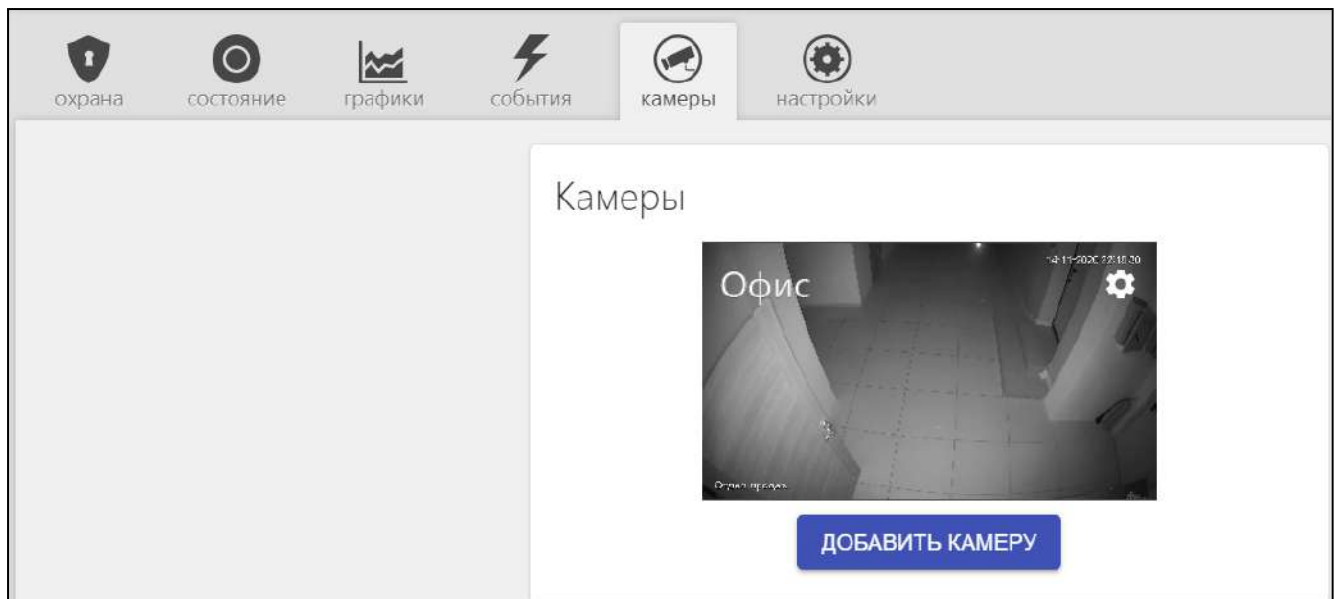 охрана состояние графики события камеры настройки
Камеры
Офис
ДОБАВИТЬ КАМЕРУ